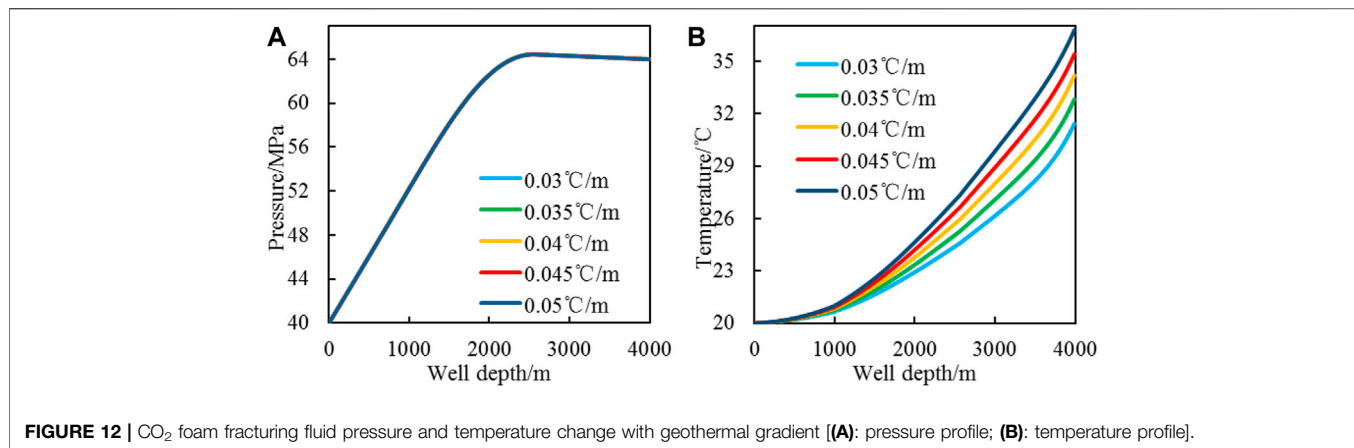 A
Pressure/MPa
64
60
56
52
48
44
40
0.03℃/m
0.035℃/m
0.04℃/m
0.045℃/m
0.05℃/m
0 1000 2000 3000 4000
Well depth/m
B
Temperature/℃
35
32
29
26
23
20
0.03℃/m
0.035℃/m
0.04℃/m
0.045℃/m
0.05℃/m
0 1000 2000 3000 4000
Well depth/m
FIGURE 12 | CO₂ foam fracturing fluid pressure and temperature change with geothermal gradient [(A): pressure profile; (B): temperature profile].